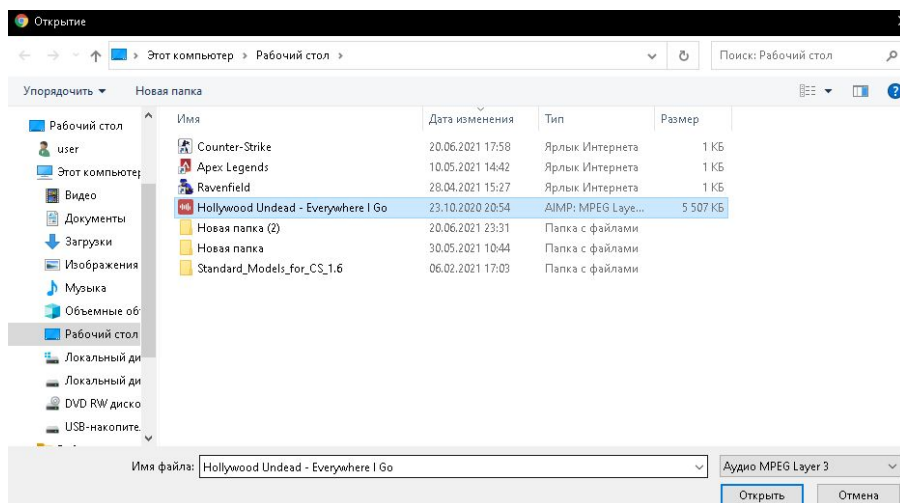 Открытие
Этот компьютер > Рабочий стол >
Поиск: Рабочий стол
Упорядочить
Новая папка
Имя Дата изменения Тип Размер
Рабочий стол
user
Этот компьютер
Видео
Документы
Загрузки
Изображения
Музыка
Объемные об
Рабочий стол
Локальный ди
Локальный ди
DVD RW диско
USB-накопите
Counter-Strike 20.06.2021 17:58 Ярлык Интернета 1 КБ
Apex Legends 10.05.2021 14:42 Ярлык Интернета 1 КБ
Ravenfield 28.04.2021 15:27 Ярлык Интернета 1 КБ
Hollywood Undead - Everywhere I Go 23.10.2020 20:54 AIMP: MPEG Laye... 5 507 КБ
Новая папка (2) 20.06.2021 23:31 Папка с файлами
Новая папка 30.05.2021 10:44 Папка с файлами
Standard_Models_for_CS_1.6 06.02.2021 17:03 Папка с файлами
Имя файла: Hollywood Undead - Everywhere I Go
Аудио MPEG Layer 3
Открыть Отмена